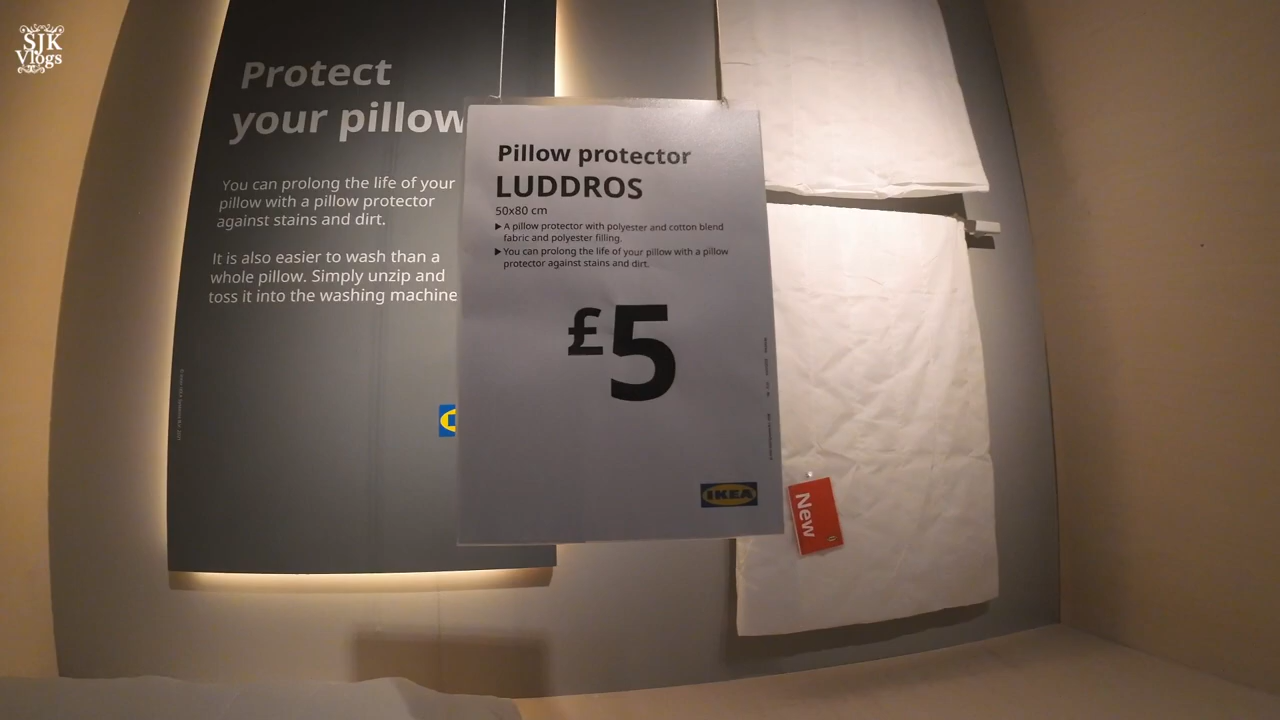 SJK
Vlogs
Protect
your pillow
You can prolong the life of your
pillow with a pillow protector
against stains and dirt.
It is also easier to wash than a
whole pillow. Simply unzip and
toss it into the washing machine
Pillow protector
LUDDROS
50x80 cm
▶ A pillow protector with polyester and cotton blend
fabric and polyester filling.
▶ You can prolong the life of your pillow with a pillow
protector against stains and dirt.
£5
IKEA
New